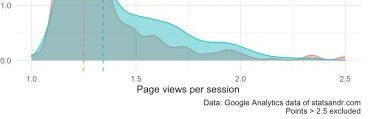 1.0
0.0
1.0 1.5 2.0 2.5
Page views per session
Data: Google Analytics data of statsandr.com
Points > 2.5 excluded